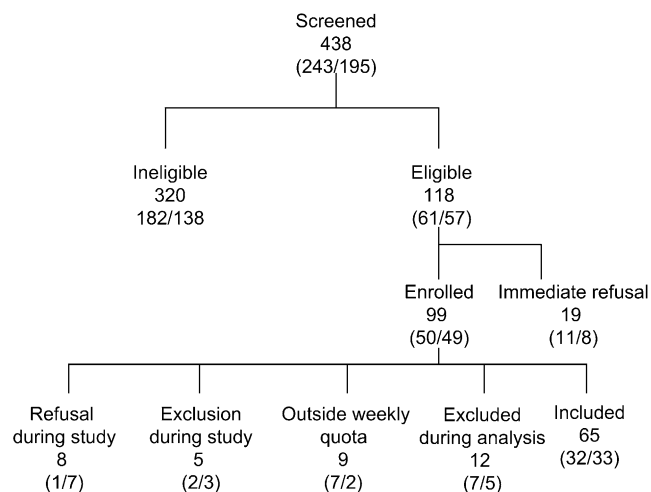 Screened
438
(243/195)
Ineligible
320
182/138
Eligible
118
(61/57)
Enrolled
99
(50/49)
Immediate refusal
19
(11/8)
Refusal
during study
8
(1/7)
Exclusion
during study
5
(2/3)
Outside weekly
quota
9
(7/2)
Excluded
during analysis
12
(7/5)
Included
65
(32/33)